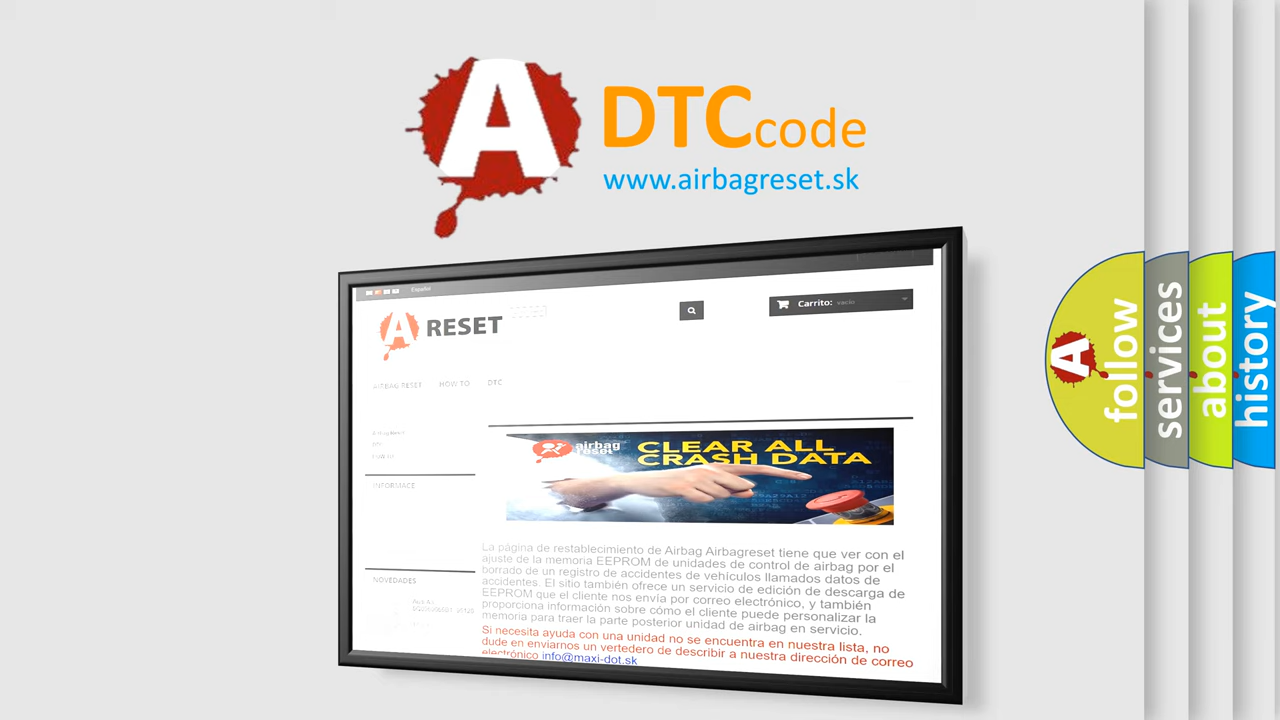 A DTCcode
www.airbagreset.sk
Español
A RESET
Carrito: vacío
AIRBAG RESET HOW TO DTC
airbag reset
CLEAR ALL
CRASH DATA
INFORMACE
La página de restablecimiento de Airbag Airbagreset tiene que ver con el
ajuste de la memoria EEPROM de unidades de control de airbag por el
borrado de un registro de accidentes de vehículos llamados datos de
accidentes. El sitio también ofrece un servicio de edición de descarga de
EEPROM que el cliente nos envía por correo electrónico, y también
proporciona información sobre cómo el cliente puede personalizar la
memoria para traer la parte posterior unidad de airbag en servicio.
Si necesita ayuda con una unidad no se encuentra en nuestra lista, no
dude en enviarnos un vertedero de describir a nuestra dirección de correo
electrónico info@maxi-dot.sk
NOVEDADES
A follow
services
about
history